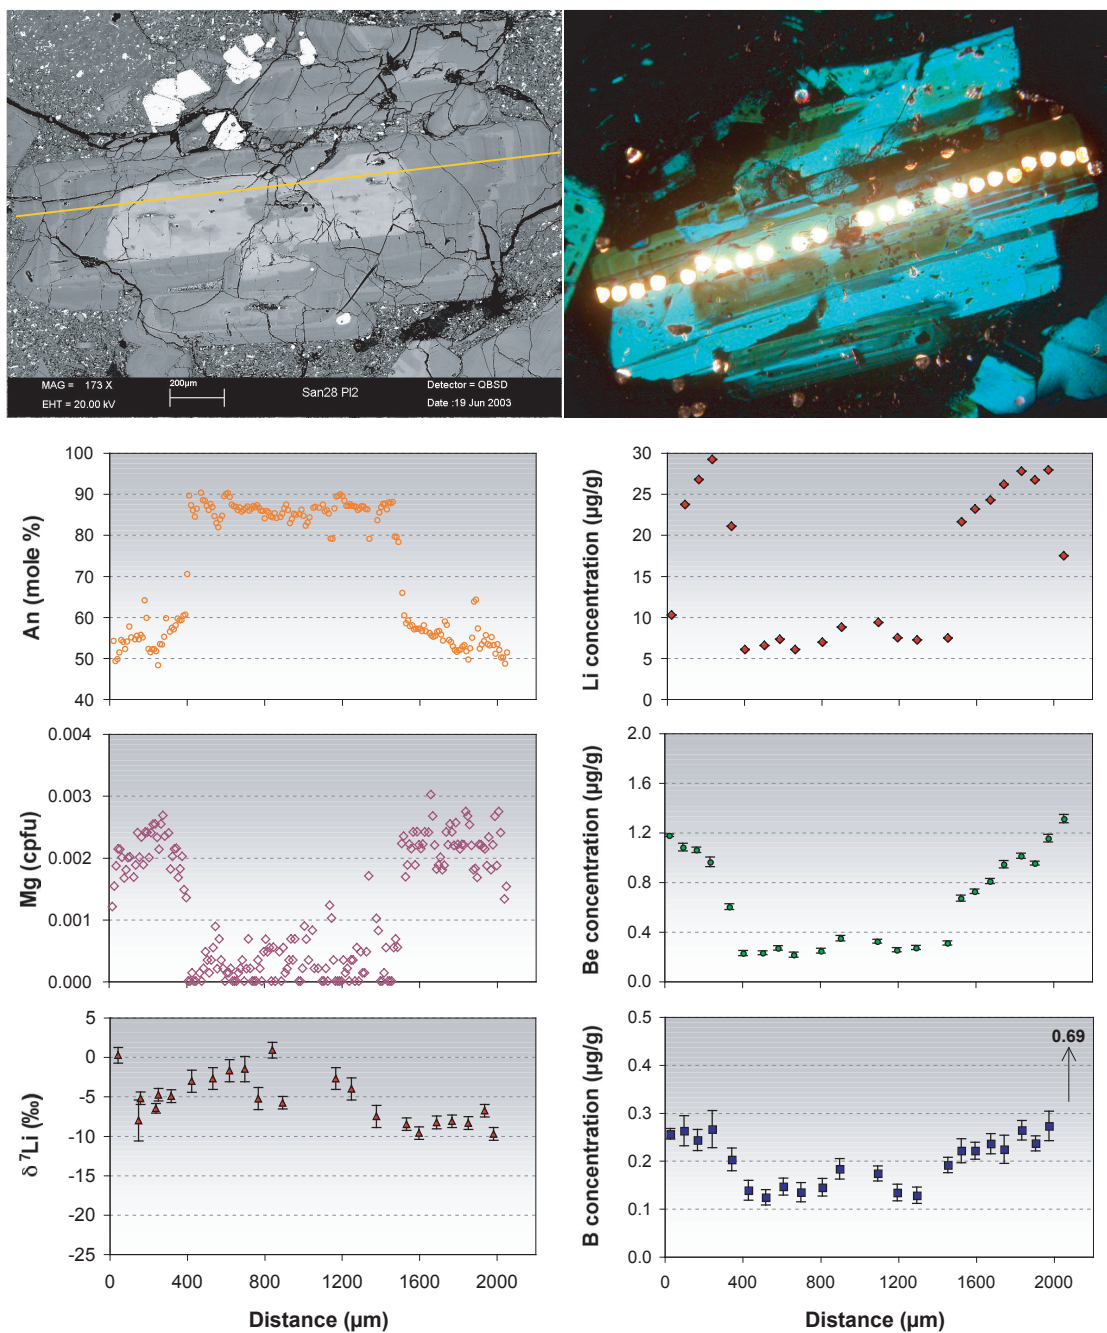 MAG = 173 X
EHT = 20.00 kV
200µm
San28 Pl2
Detector = QBSD
Date :19 Jun 2003
An (mole %)
100
90
80
70
60
50
40
Li concentration (µg/g)
30
25
20
15
10
5
0
Mg (cpfu)
0.004
0.003
0.002
0.001
0.000
Be concentration (µg/g)
2.0
1.6
1.2
0.8
0.4
0.0
δ ⁷Li (‰)
5
0
-5
-10
-15
-20
-25
0 400 800 1200 1600 2000
Distance (µm)
B concentration (µg/g)
0.5
0.4
0.3
0.2
0.1
0.0
0.69
0 400 800 1200 1600 2000
Distance (µm)